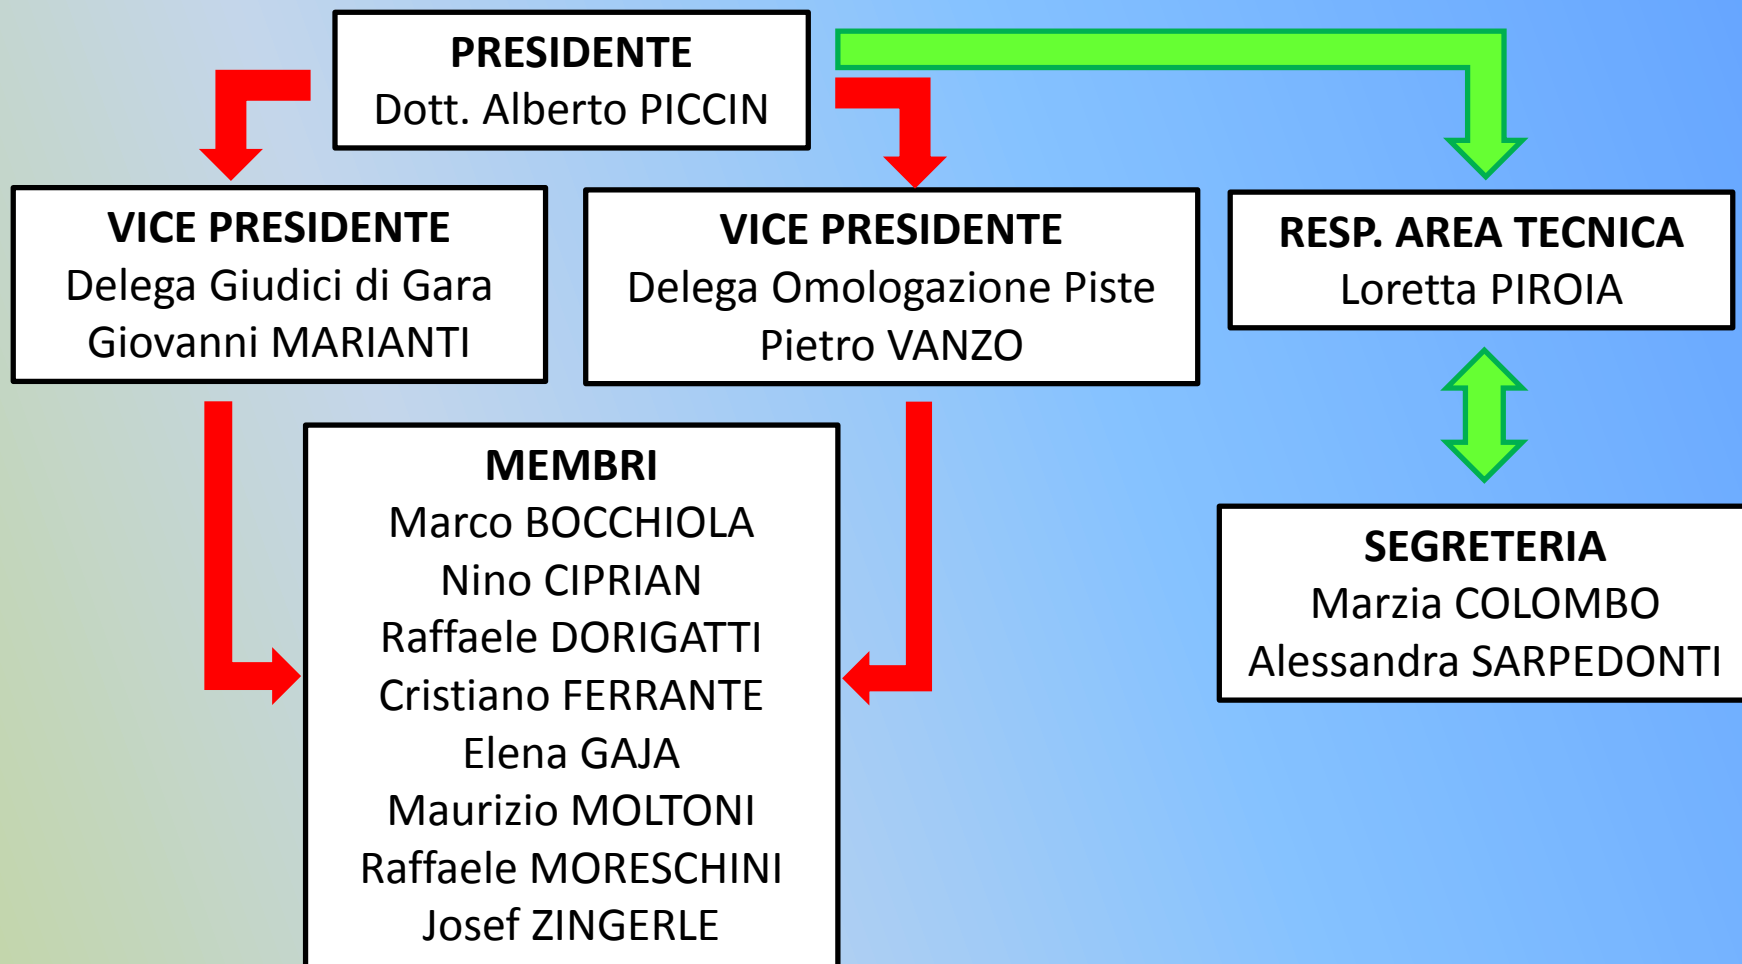 PRESIDENTE
Dott. Alberto PICCIN
VICE PRESIDENTE
Delega Giudici di Gara
Giovanni MARIANTI
VICE PRESIDENTE
Delega Omologazione Piste
Pietro VANZO
RESP. AREA TECNICA
Loretta PIROIA
MEMBRI
Marco BOCCHIOLA
Nino CIPRIAN
Raffaele DORIGATTI
Cristiano FERRANTE
Elena GAJA
Maurizio MOLTONI
Raffaele MORESCHINI
Josef ZINGERLE
SEGRETERIA
Marzia COLOMBO
Alessandra SARPEDONTI